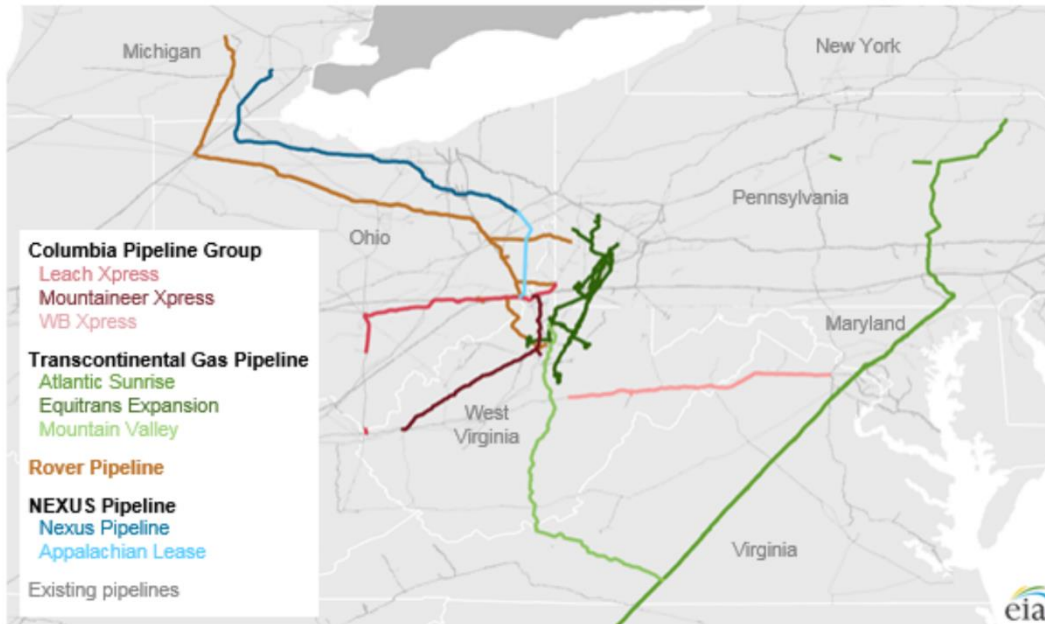 Michigan
New York
Pennsylvania
Ohio
Maryland
West
Virginia
Virginia
Columbia Pipeline Group
Leach Xpress
Mountaineer Xpress
WB Xpress
Transcontinental Gas Pipeline
Atlantic Sunrise
Equitrans Expansion
Mountain Valley
Rover Pipeline
NEXUS Pipeline
Nexus Pipeline
Appalachian Lease
Existing pipelines
eia